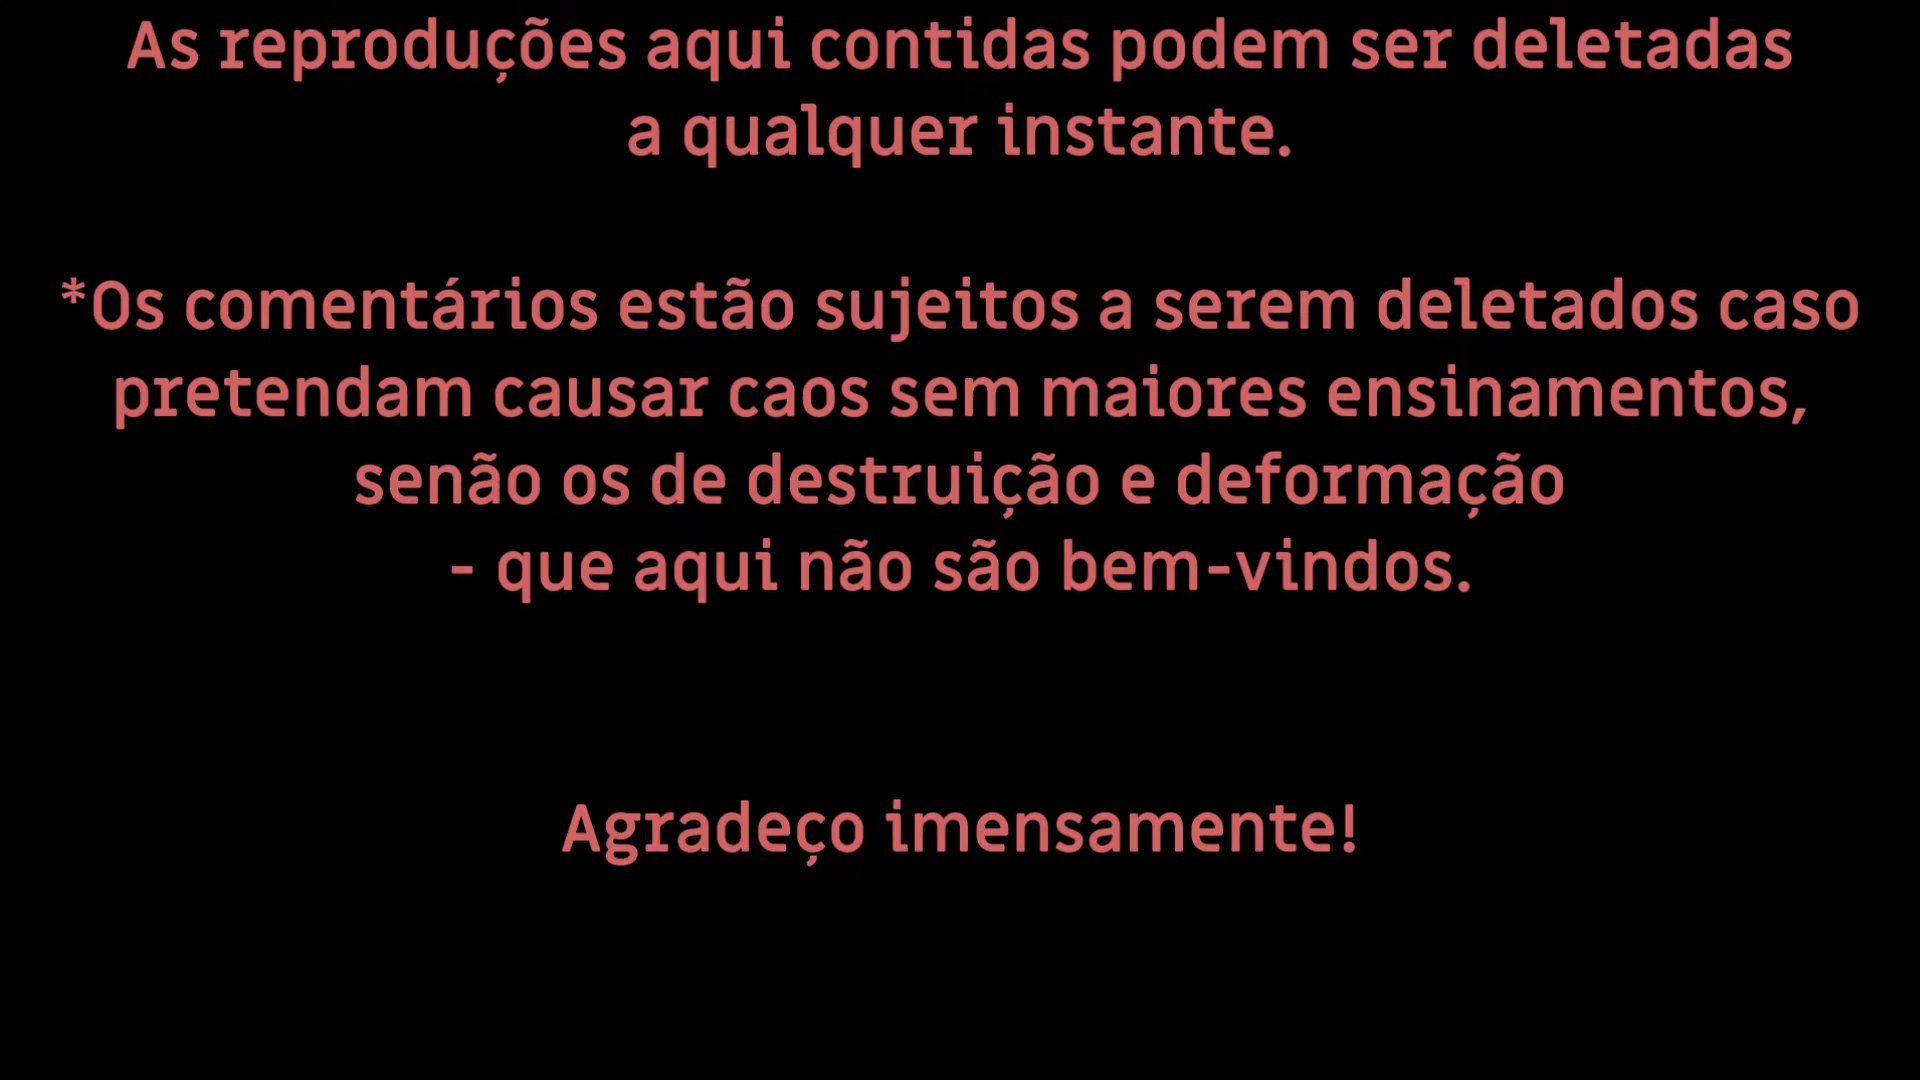 As reproduções aqui contidas podem ser deletadas
a qualquer instante.
*Os comentários estão sujeitos a serem deletados caso
pretendam causar caos sem maiores ensinamentos,
senão os de destruição e deformação
- que aqui não são bem-vindos.
Agradeço imensamente!